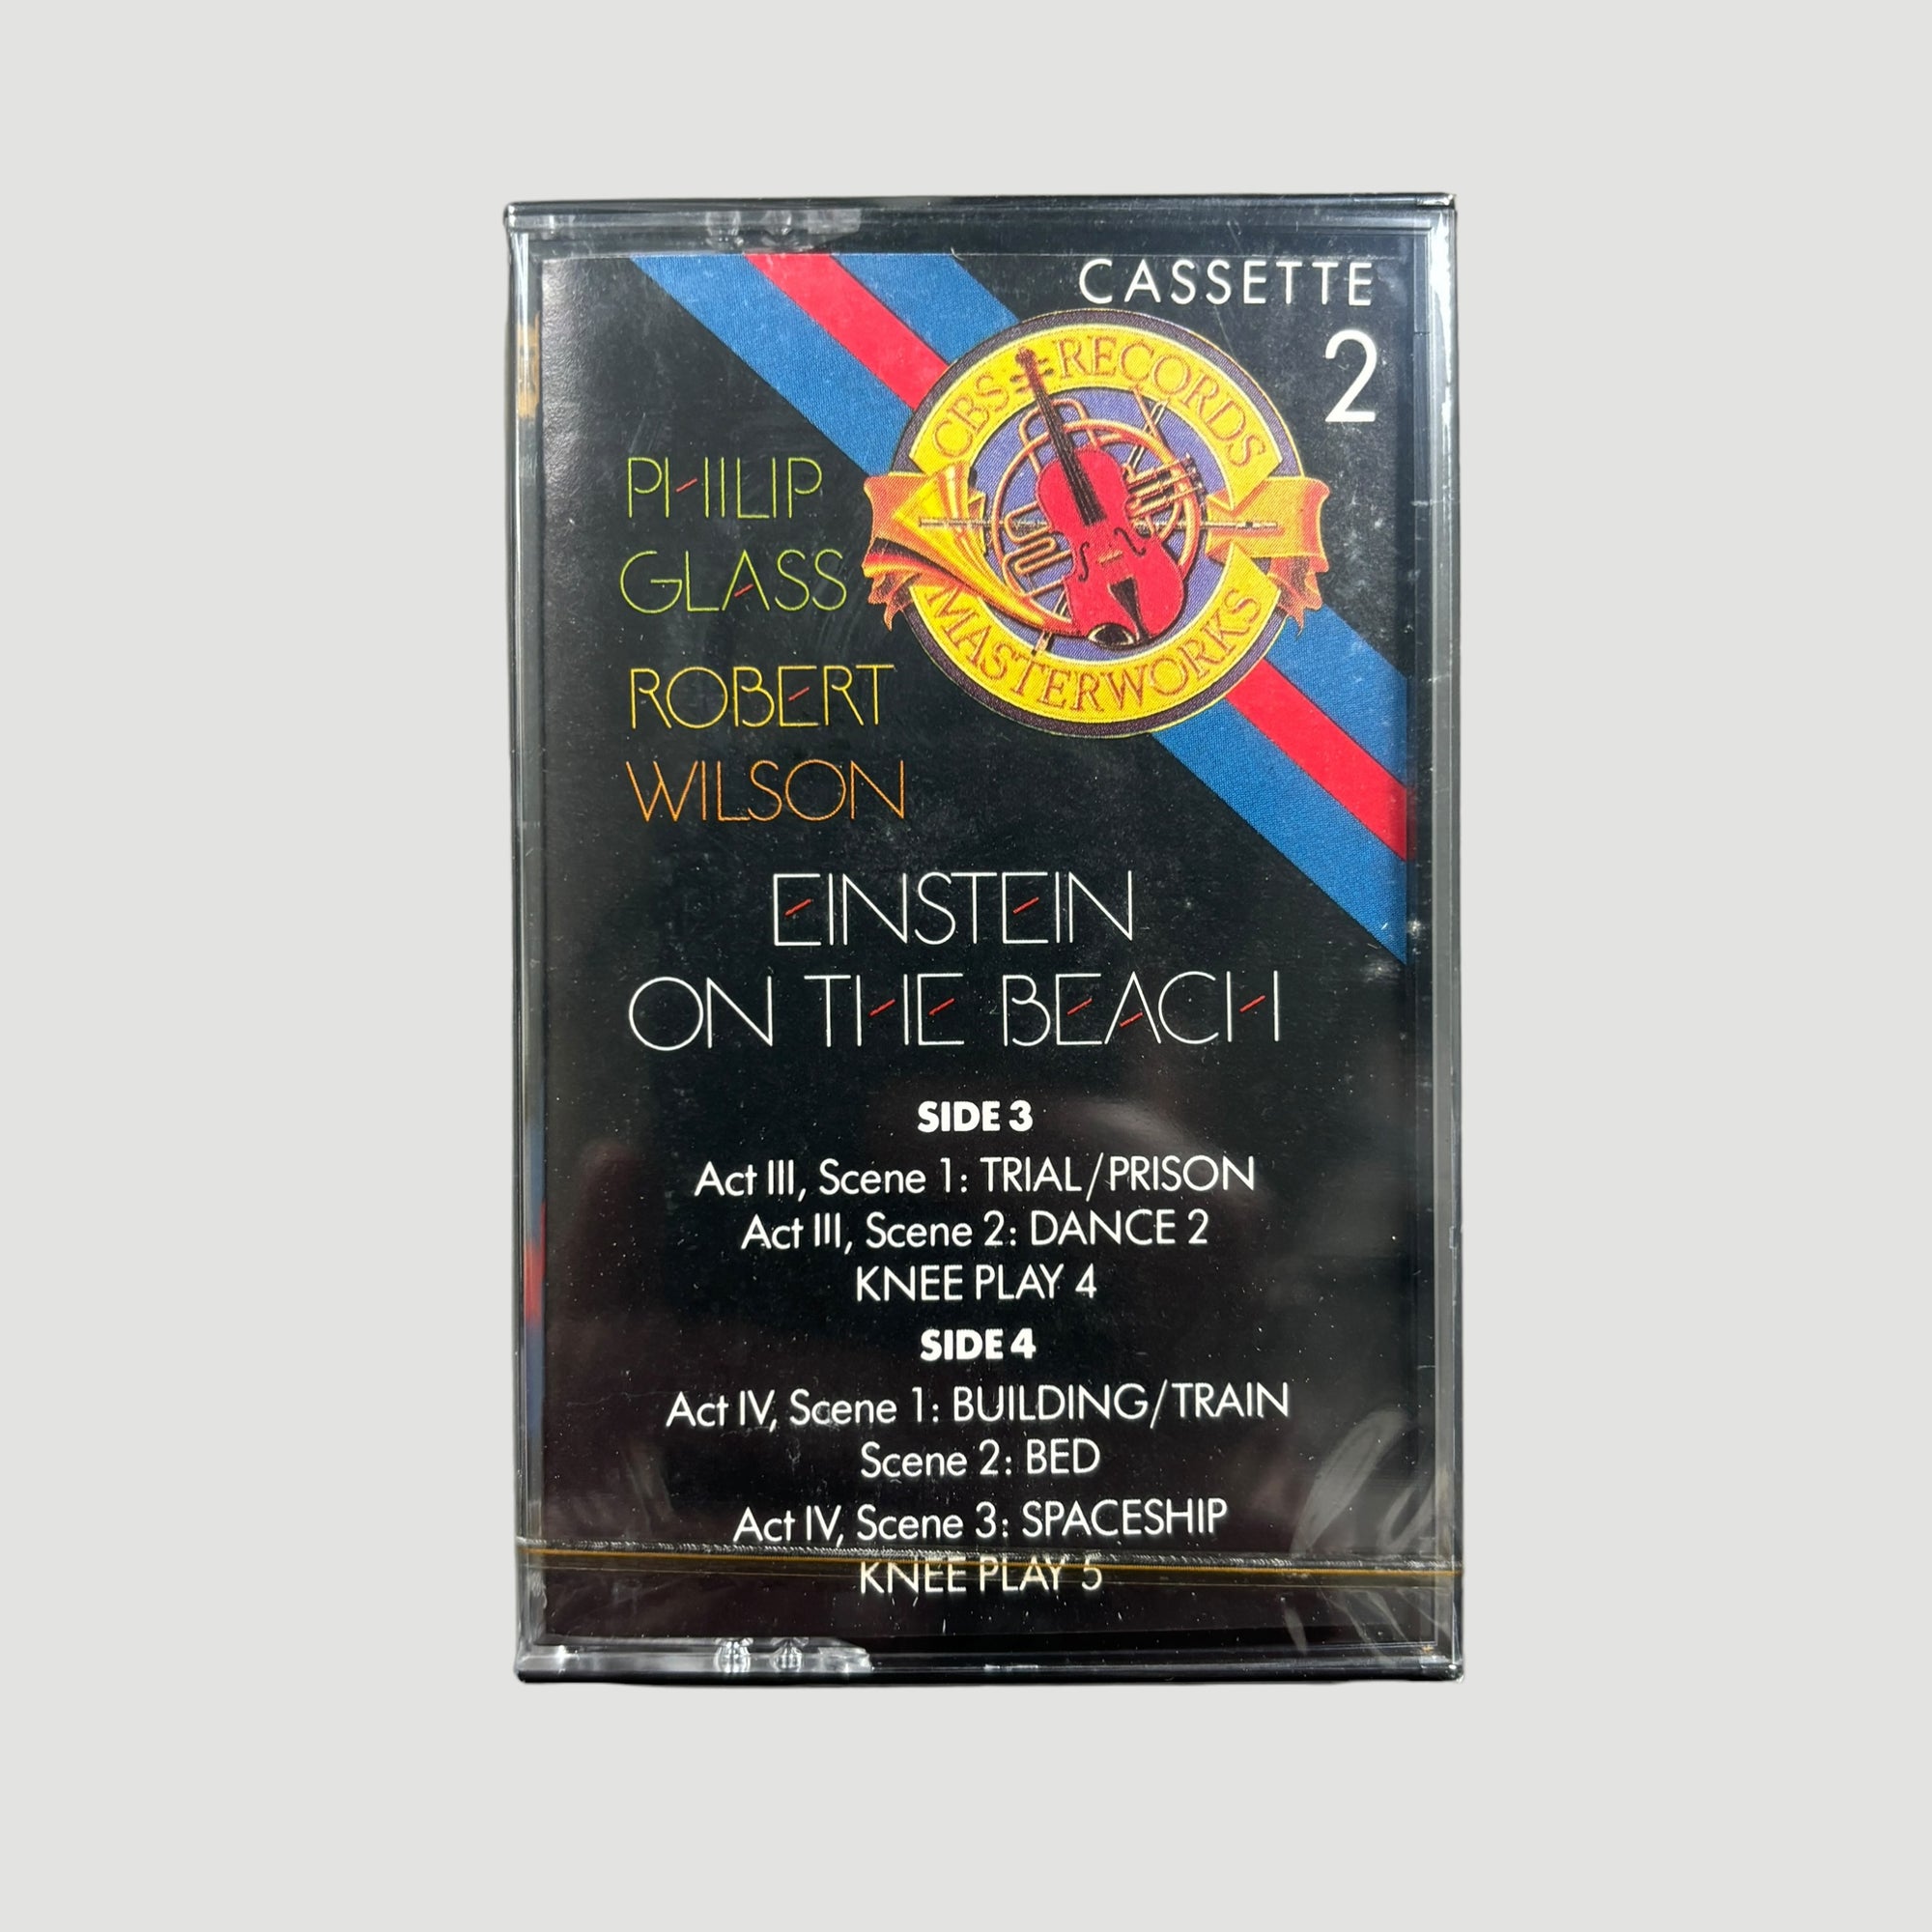 CASSETTE
2
CBS RECORDS
MASTERWORKS
PHILIP
GLASS
ROBERT
WILSON
EINSTEIN
ON THE BEACH
SIDE 3
Act III, Scene 1: TRIAL/PRISON
Act III, Scene 2: DANCE 2
KNEE PLAY 4
SIDE 4
Act IV, Scene 1: BUILDING/TRAIN
Scene 2: BED
Act IV, Scene 3: SPACESHIP
KNEE PLAY 5